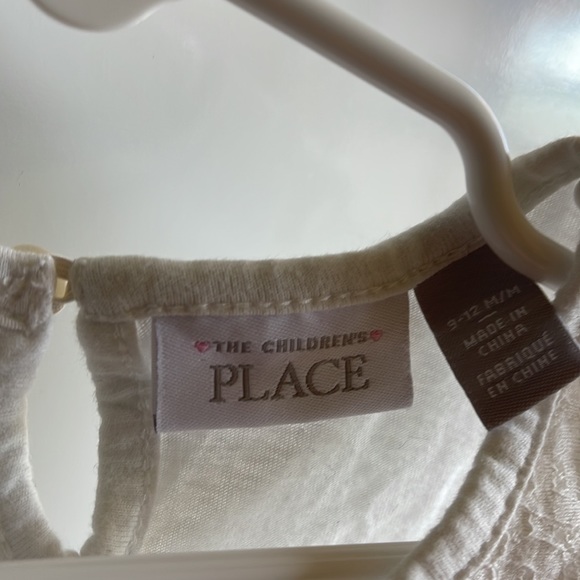 THE CHILDREN'S
PLACE
9-12 M/M
MADE IN
CHINA
FABRIQUÉ
EN CHINE